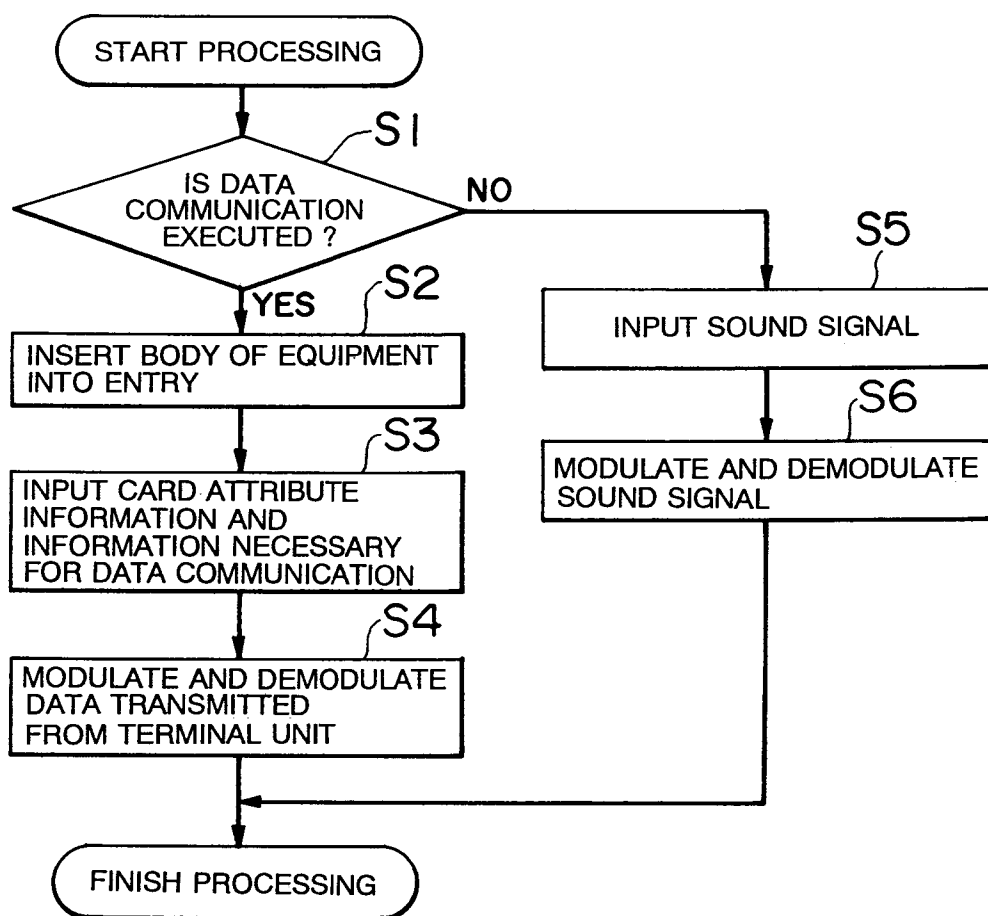 START PROCESSING
S1
IS DATA
COMMUNICATION
EXECUTED ?
NO
YES
S2
INSERT BODY OF EQUIPMENT
INTO ENTRY
S3
INPUT CARD ATTRIBUTE
INFORMATION AND
INFORMATION NECESSARY
FOR DATA COMMUNICATION
S4
MODULATE AND DEMODULATE
DATA TRANSMITTED
FROM TERMINAL UNIT
S5
INPUT SOUND SIGNAL
S6
MODULATE AND DEMODULATE
SOUND SIGNAL
FINISH PROCESSING